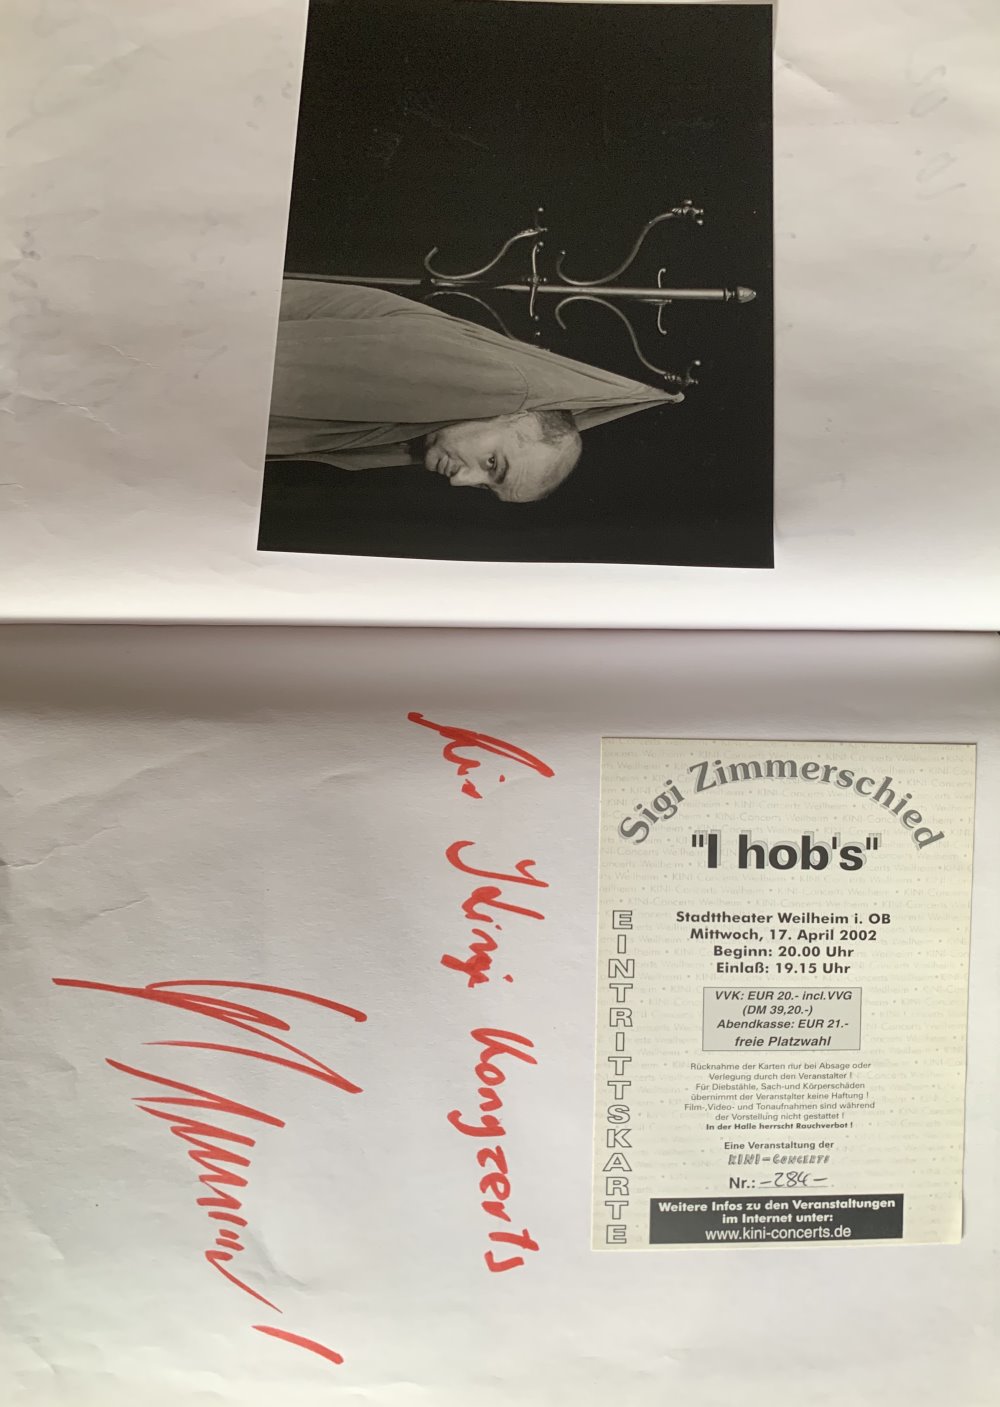 Sigi Zimmerschied
"I hob's"
EINTRITTSKARTE
Stadttheater Weilheim i. OB
Mittwoch, 17. April 2002
Beginn: 20.00 Uhr
Einlaß: 19.15 Uhr
VVK: EUR 20.- incl. VVG
(DM 39,20.-)
Abendkasse: EUR 21.-
freie Platzwahl
Rücknahme der Karten nur bei Absage oder
Verlegung durch den Veranstalter !
Für Diebstähle, Sach-und Körperschäden
übernimmt der Veranstalter keine Haftung !
Film-,Video- und Tonaufnahmen sind während
der Vorstellung nicht gestattet !
In der Halle herrscht Rauchverbot !
Eine Veranstaltung der
KINI-CONCERTS
Nr.: -284-
Weitere Infos zu den Veranstaltungen
im Internet unter:
www.kini-concerts.de
Kongzerts